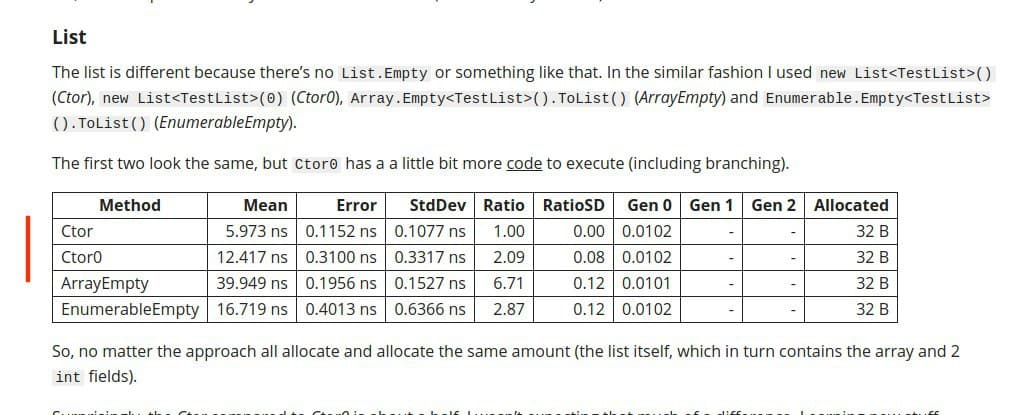 List
The list is different because there's no List.Empty or something like that. In the similar fashion I used new List<TestList>()
(Ctor), new List<TestList>(0) (Ctor0), Array.Empty<TestList>().ToList() (ArrayEmpty) and Enumerable.Empty<TestList>
().ToList() (EnumerableEmpty).
The first two look the same, but Ctor0 has a a little bit more code to execute (including branching).
Method Mean Error StdDev Ratio RatioSD Gen 0 Gen 1 Gen 2 Allocated
Ctor 5.973 ns 0.1152 ns 0.1077 ns 1.00 0.00 0.0102 - - 32 B
Ctor0 12.417 ns 0.3100 ns 0.3317 ns 2.09 0.08 0.0102 - - 32 B
ArrayEmpty 39.949 ns 0.1956 ns 0.1527 ns 6.71 0.12 0.0101 - - 32 B
EnumerableEmpty 16.719 ns 0.4013 ns 0.6366 ns 2.87 0.12 0.0102 - - 32 B
So, no matter the approach all allocate and allocate the same amount (the list itself, which in turn contains the array and 2
int fields).